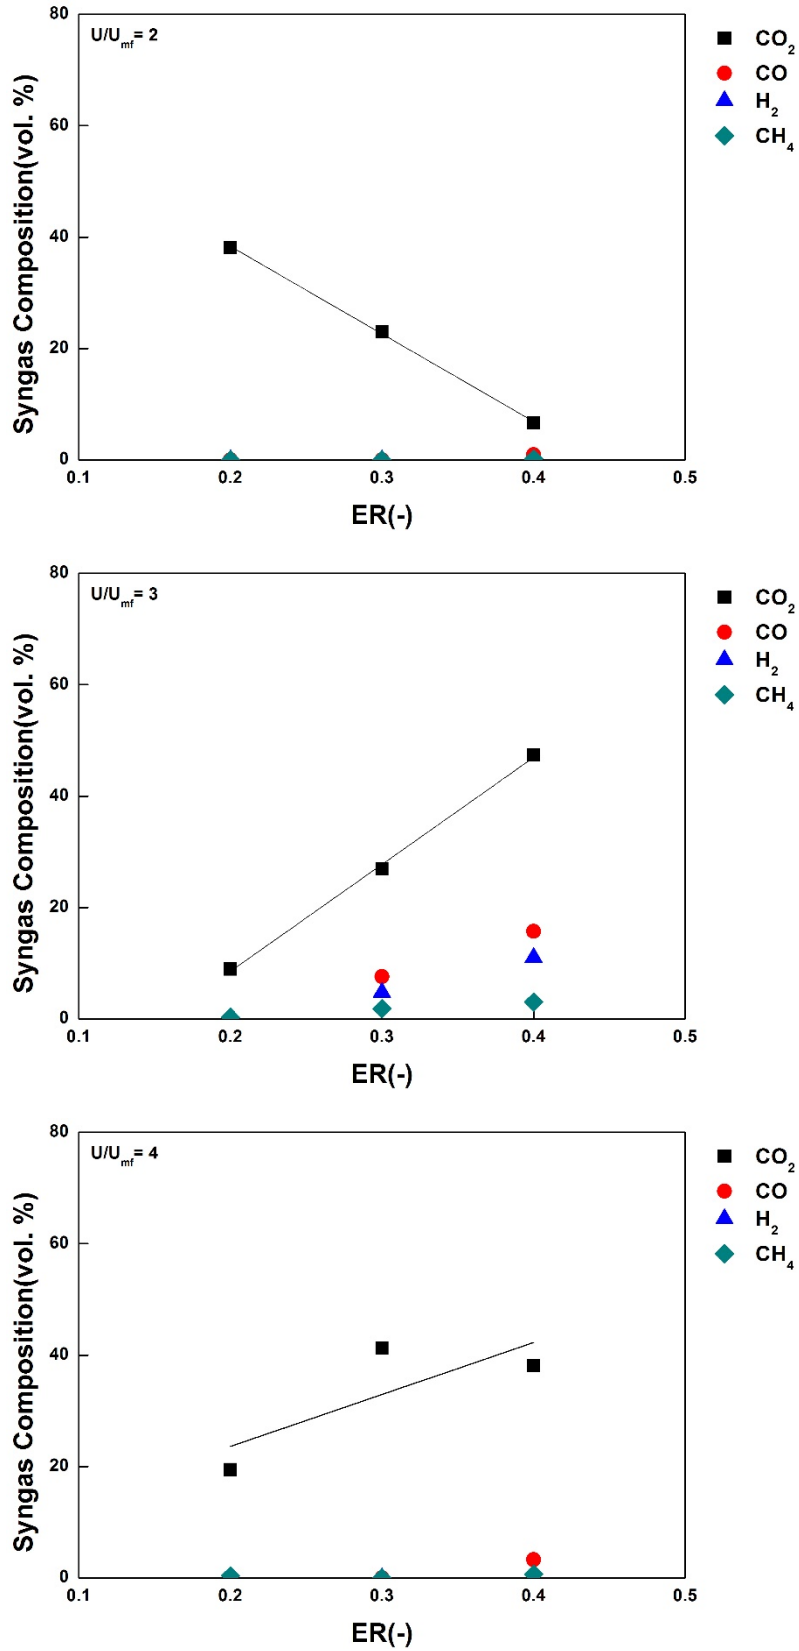 U/Umf= 2
CO2
CO
H2
CH4
Syngas Composition(vol. %)
80
60
40
20
0
0.1 0.2 0.3 0.4 0.5
ER(-)
U/Umf= 3
CO2
CO
H2
CH4
Syngas Composition(vol. %)
80
60
40
20
0
0.1 0.2 0.3 0.4 0.5
ER(-)
U/Umf= 4
CO2
CO
H2
CH4
Syngas Composition(vol. %)
80
60
40
20
0
0.1 0.2 0.3 0.4 0.5
ER(-)